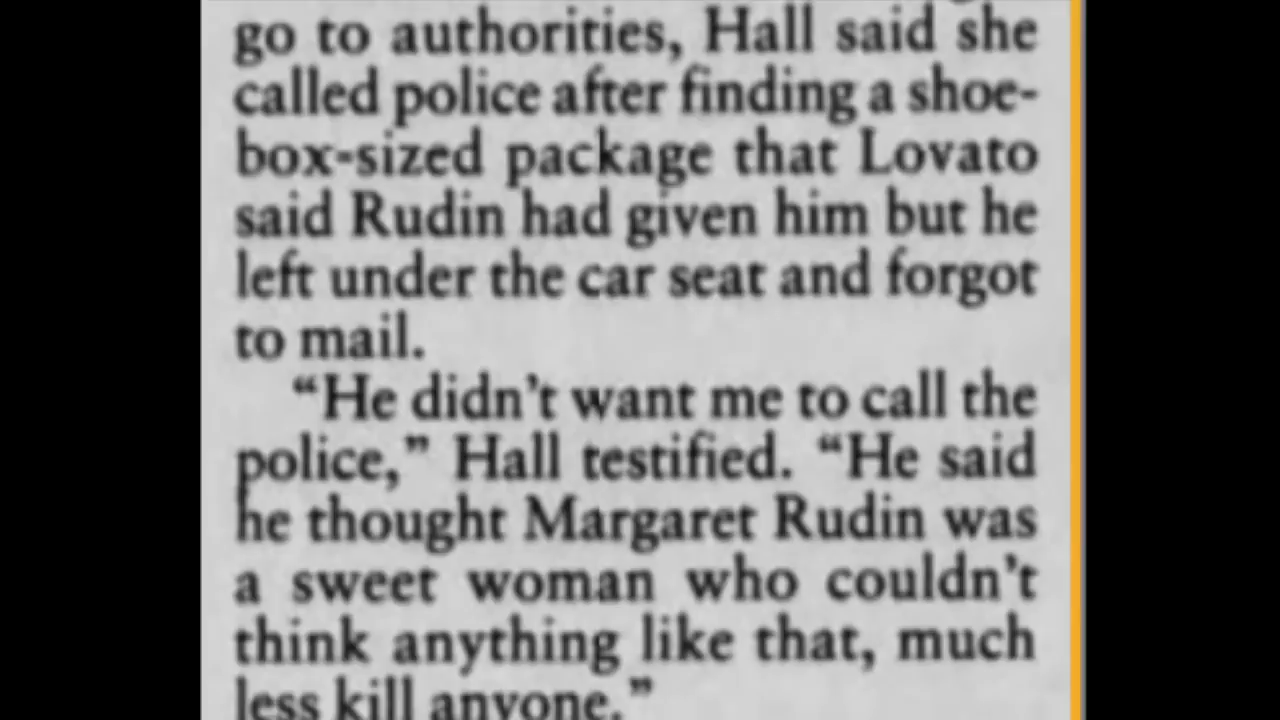 go to authorities, Hall said she
called police after finding a shoe-
box-sized package that Lovato
said Rudin had given him but he
left under the car seat and forgot
to mail.
“He didn't want me to call the
police,” Hall testified. “He said
he thought Margaret Rudin was
a sweet woman who couldn't
think anything like that, much
less kill anyone.”